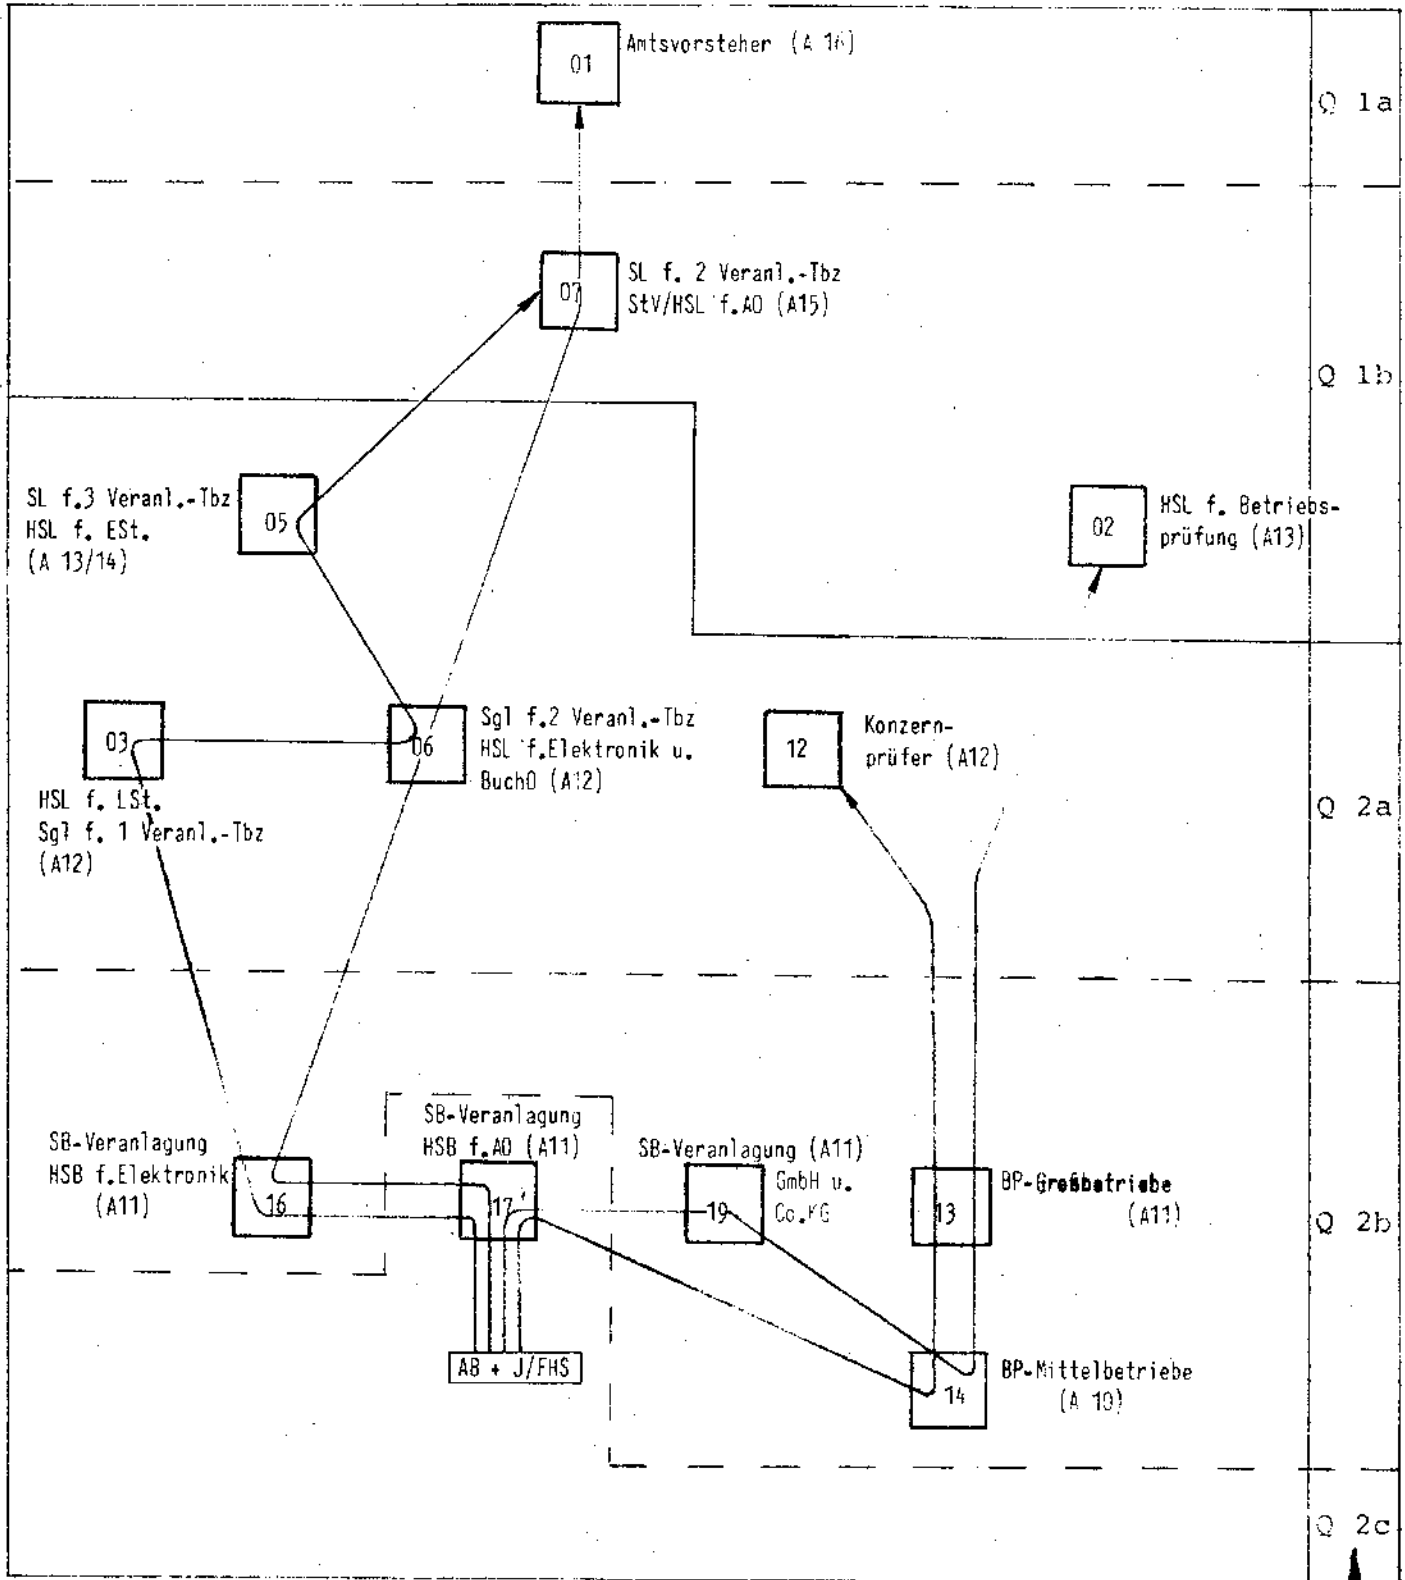 01
Amtsvorsteher (A 16)
Q 1a
07
SL f. 2 Veranl.-Tbz
StV/HSL f.AO (A15)
Q 1b
SL f.3 Veranl.-Tbz
HSL f. ESt.
(A 13/14)
05
02
HSL f. Betriebs-
prüfung (A13)
03
HSL f. LSt.
Sgl f. 1 Veranl.-Tbz
(A12)
06
Sgl f.2 Veranl.-Tbz
HSL f.Elektronik u.
BuchO (A12)
12
Konzern-
prüfer (A12)
Q 2a
SB-Veranlagung
HSB f.Elektronik
(A11)
16
SB-Veranlagung
HSB f.AO (A11)
17
SB-Veranlagung (A11)
GmbH u.
Co.KG
19
13
BP-Großbetriebe
(A11)
Q 2b
AB + J/FHS
14
BP-Mittelbetriebe
(A 10)
Q 2c